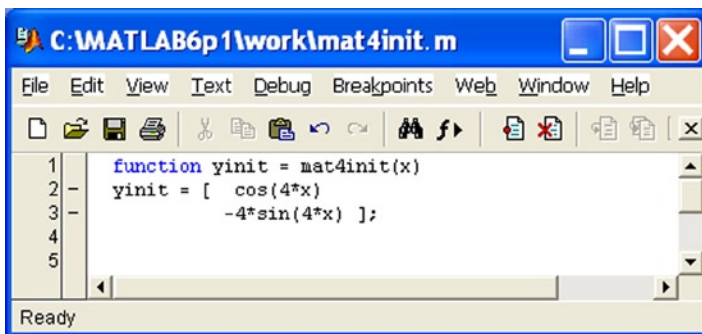 C:\MATLAB6p1\work\mat4init.m
File Edit View Text Debug Breakpoints Web Window Help
1 function yinit = mat4init(x)
2 - yinit = [ cos(4*x)
3 - -4*sin(4*x) ];
4
5
Ready